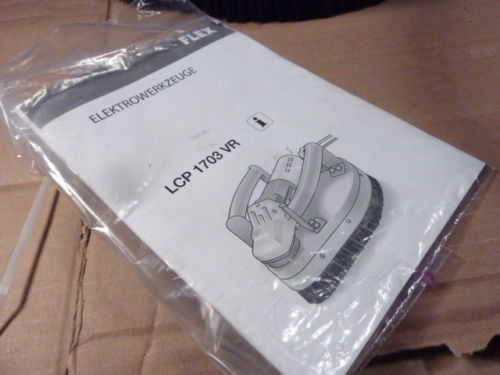 FLEX
ELEKTROWERKZEUGE
LCP 1703 VR
i